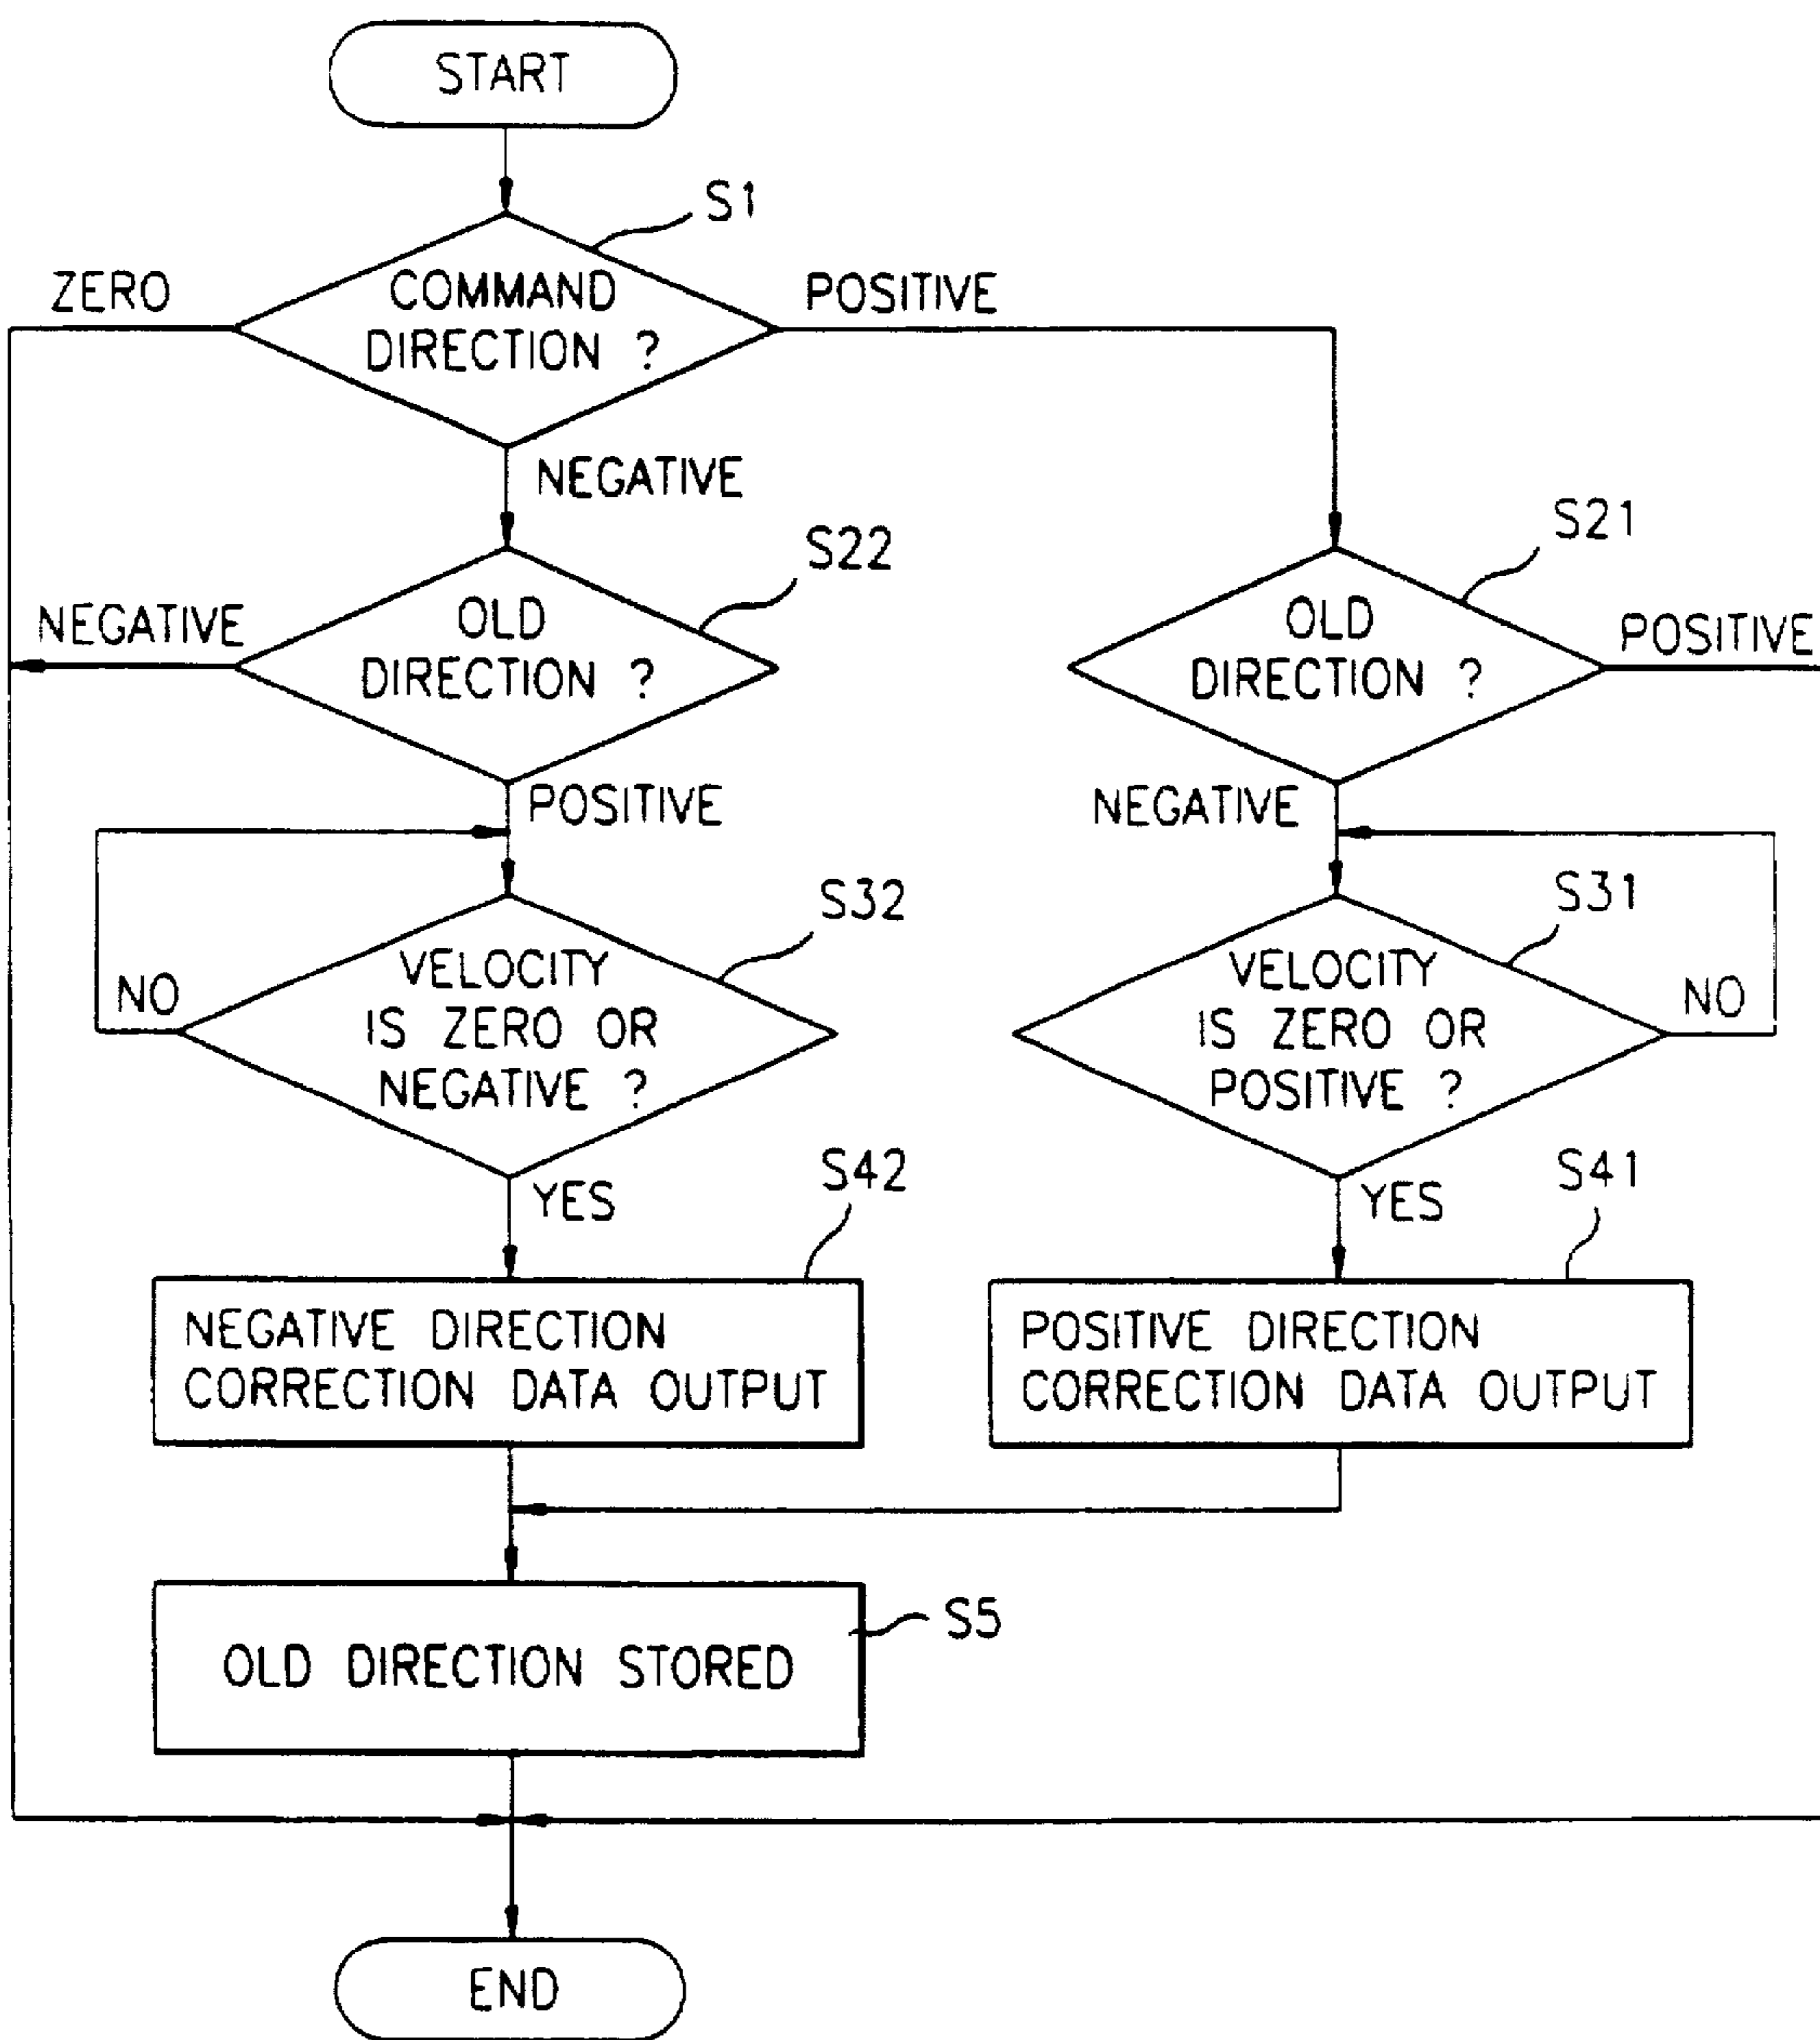 START
S1
ZERO
COMMAND
DIRECTION ?
POSITIVE
NEGATIVE
S22
S21
NEGATIVE
OLD
DIRECTION ?
OLD
DIRECTION ?
POSITIVE
POSITIVE
NEGATIVE
S32
S31
NO
VELOCITY
IS ZERO OR
NEGATIVE ?
VELOCITY
IS ZERO OR
POSITIVE ?
NO
YES
S42
YES
S41
NEGATIVE DIRECTION
CORRECTION DATA OUTPUT
POSITIVE DIRECTION
CORRECTION DATA OUTPUT
OLD DIRECTION STORED
S5
END